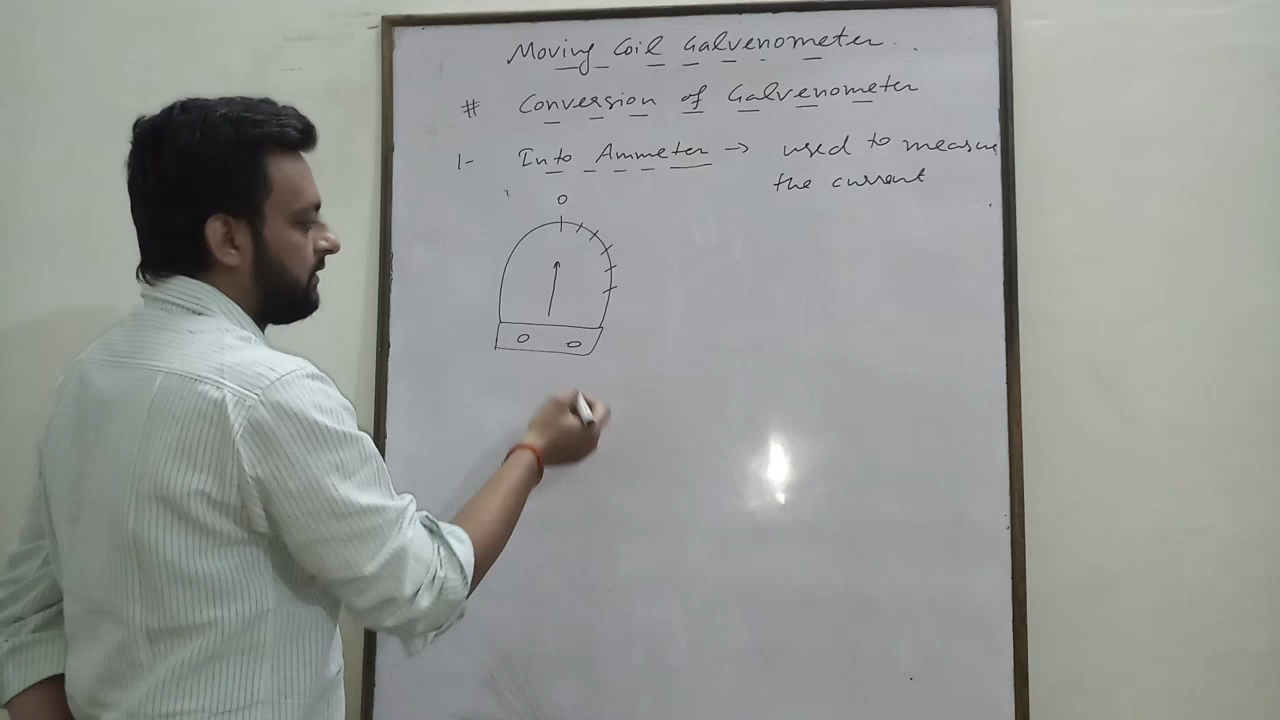 Moving Coil Galvenometer
# Conversion of Galvenometer
1- Into Ammeter → used to measure
the current
0